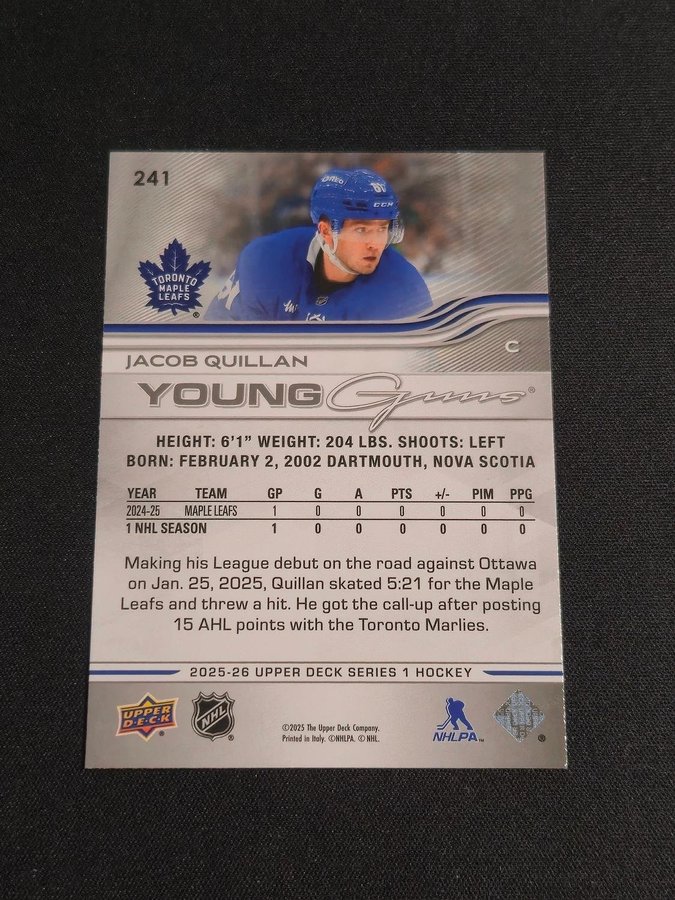 241
CCM
TORONTO
MAPLE
LEAFS
C
JACOB QUILLAN
YOUNG Guns®
HEIGHT: 6'1" WEIGHT: 204 LBS. SHOOTS: LEFT
BORN: FEBRUARY 2, 2002 DARTMOUTH, NOVA SCOTIA
YEAR TEAM GP G A PTS +/- PIM PPG
2024-25 MAPLE LEAFS 1 0 0 0 0 0 0
1 NHL SEASON 1 0 0 0 0 0 0
Making his League debut on the road against Ottawa
on Jan. 25, 2025, Quillan skated 5:21 for the Maple
Leafs and threw a hit. He got the call-up after posting
15 AHL points with the Toronto Marlies.
2025-26 UPPER DECK SERIES 1 HOCKEY
UPPER
DECK
NHL
©2025 The Upper Deck Company.
Printed in Italy. ©NHLPA. © NHL.
NHLPA™